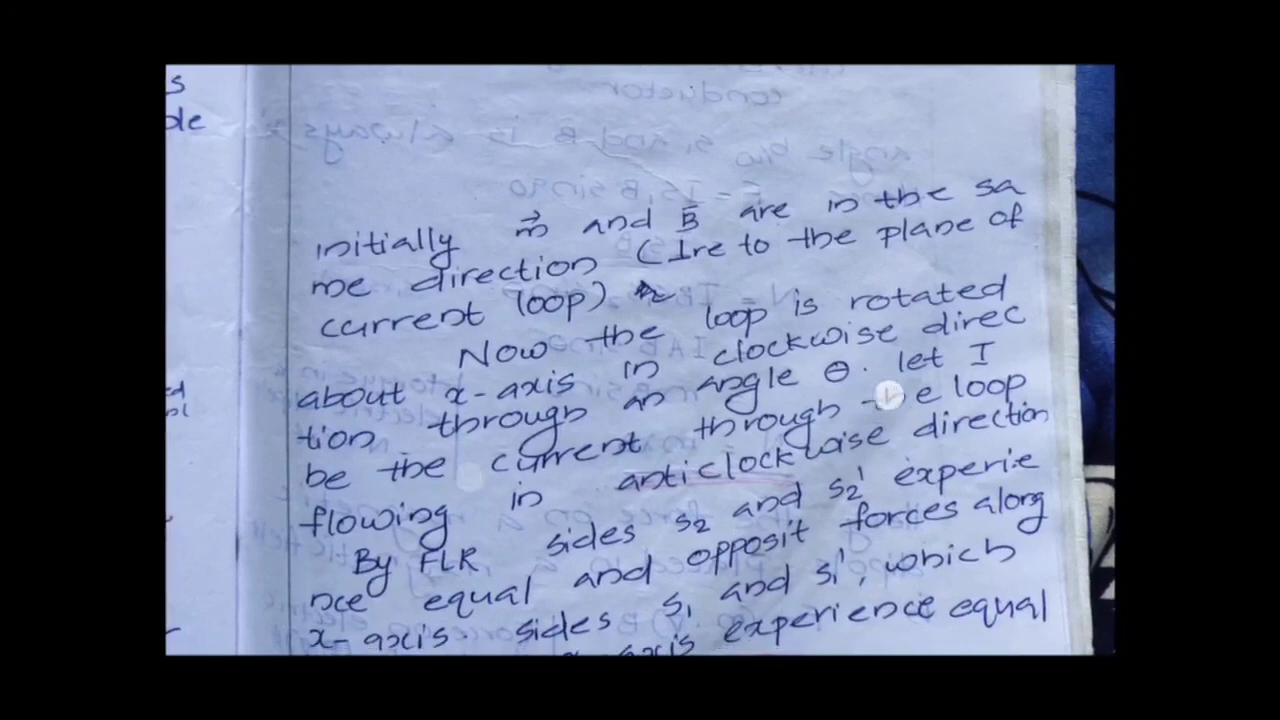 s
ole
initially m⃗ and B̄ are in the sa
me direction (Ire to the plane of
current loop)
Now the loop is rotated
about x-axis in clockwise direc
tion through an angle θ. let I
be the current through e loop
flowing in anticlockwise direction
By FLR sides S₂ and S₂' experie
nce equal and opposit forces along
x-axis sides S₁ and S₁', which
x-axis experience equal